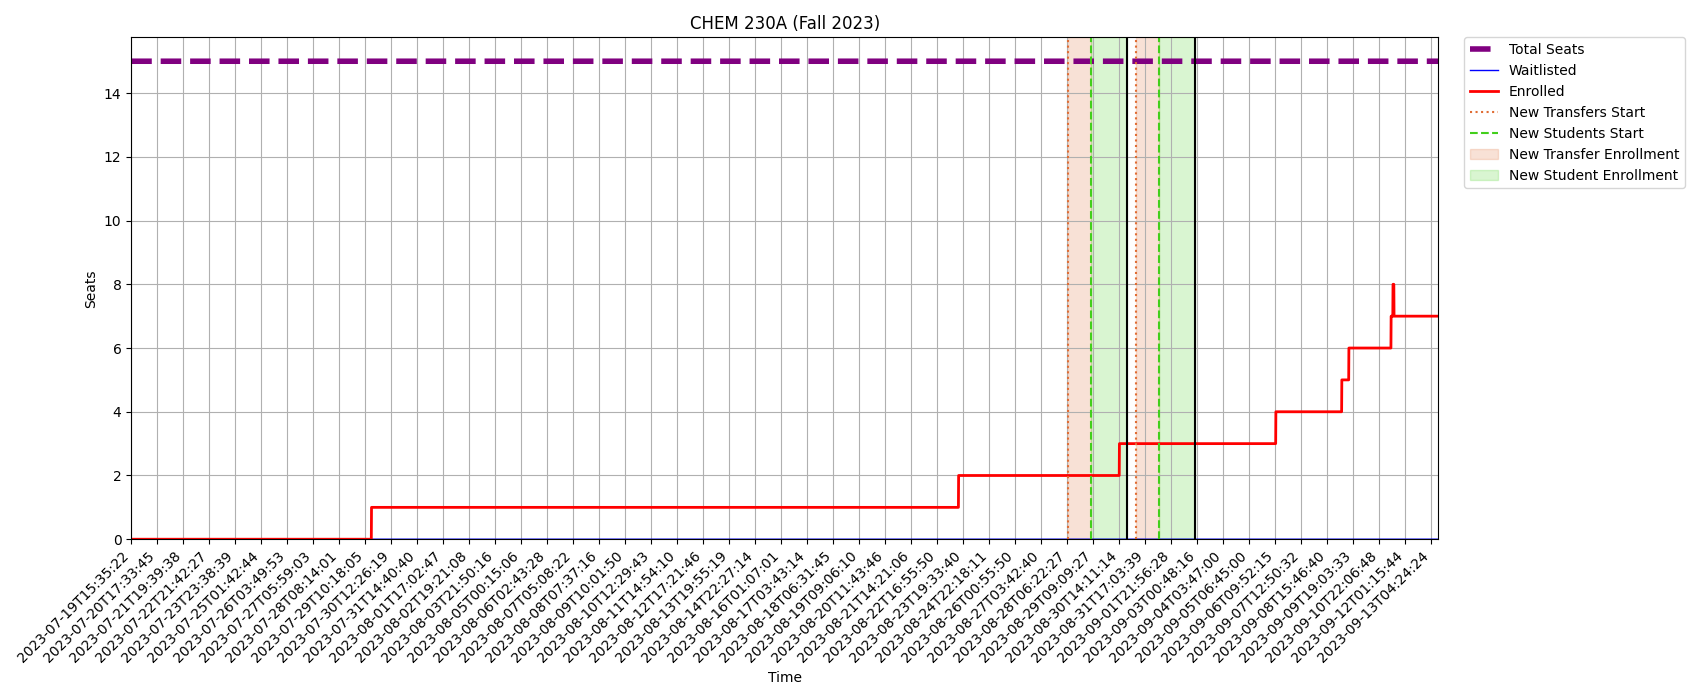 CHEM 230A (Fall 2023)
Total Seats
Waitlisted
Enrolled
New Transfers Start
New Students Start
New Transfer Enrollment
New Student Enrollment
14
12
10
8
6
4
2
0
Seats
2023-07-19T15:35:22
2023-07-20T17:33:45
2023-07-21T19:39:38
2023-07-22T21:42:27
2023-07-23T23:38:39
2023-07-25T01:42:44
2023-07-26T03:49:53
2023-07-27T05:59:03
2023-07-28T08:14:01
2023-07-29T10:18:05
2023-07-30T12:26:19
2023-07-31T14:40:40
2023-08-01T17:02:47
2023-08-02T19:21:08
2023-08-03T21:50:16
2023-08-05T00:15:06
2023-08-06T02:43:28
2023-08-07T05:08:22
2023-08-08T07:37:16
2023-08-09T10:01:50
2023-08-10T12:29:43
2023-08-11T14:54:10
2023-08-12T17:21:46
2023-08-13T19:55:19
2023-08-14T22:27:14
2023-08-16T01:07:01
2023-08-17T03:43:14
2023-08-18T06:31:45
2023-08-19T09:06:10
2023-08-20T11:43:46
2023-08-21T14:21:06
2023-08-22T16:55:50
2023-08-23T19:33:40
2023-08-24T22:18:11
2023-08-26T00:55:50
2023-08-27T03:42:40
2023-08-28T06:22:27
2023-08-29T09:09:27
2023-08-30T14:11:14
2023-08-31T17:03:39
2023-09-01T21:56:28
2023-09-03T00:48:16
2023-09-04T03:47:00
2023-09-05T06:45:00
2023-09-06T09:52:15
2023-09-07T12:50:32
2023-09-08T15:46:40
2023-09-09T19:03:33
2023-09-10T22:06:48
2023-09-12T01:15:44
2023-09-13T04:24:24
Time